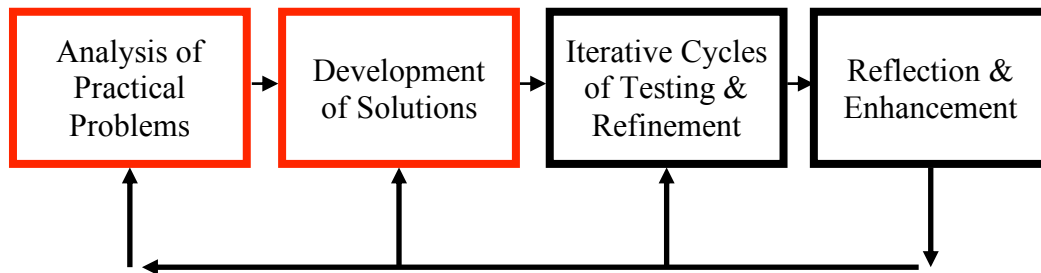 Analysis of
Practical
Problems
Development
of Solutions
Iterative Cycles
of Testing &
Refinement
Reflection &
Enhancement